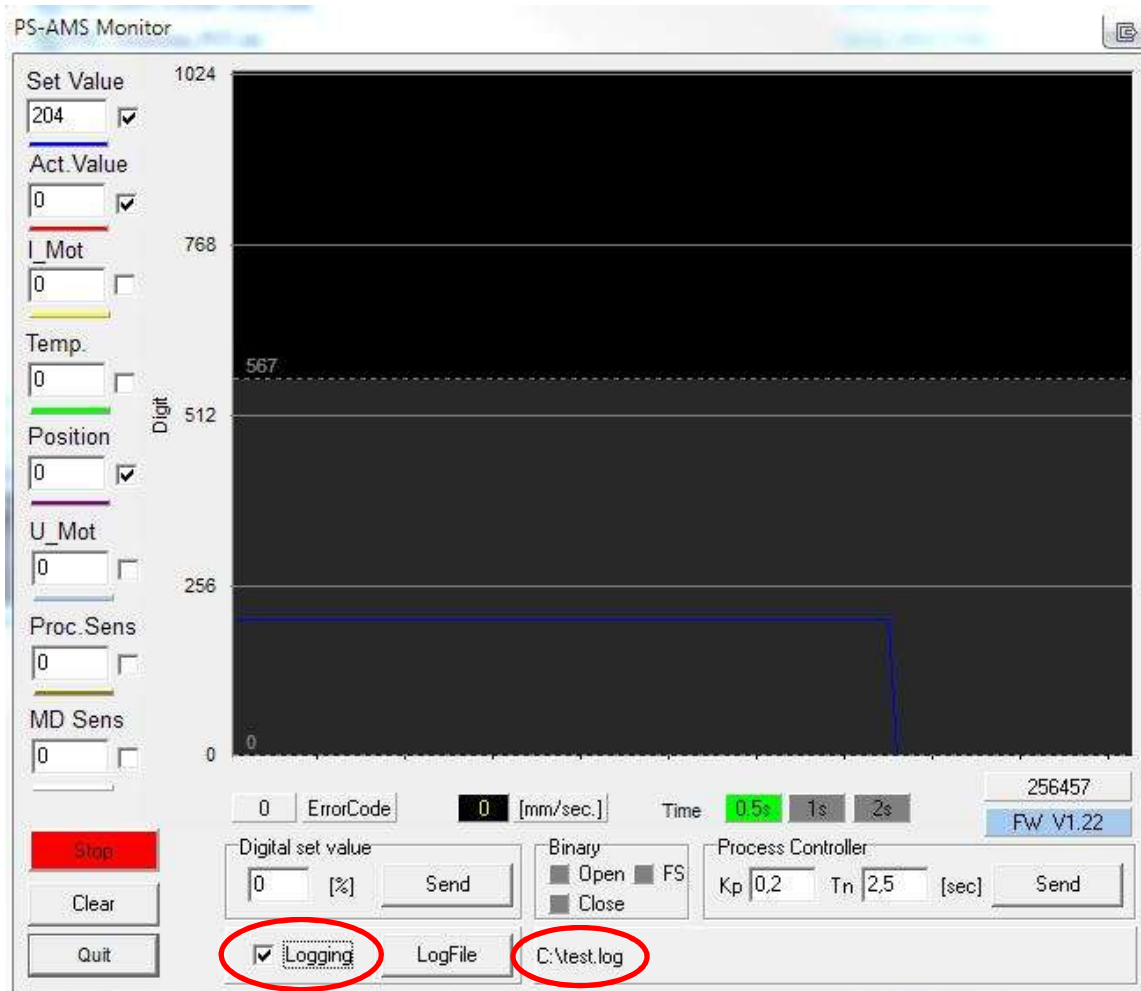 PS-AMS Monitor
Set Value
204
Act.Value
0
I_Mot
0
Temp.
0
Position
0
U_Mot
0
Proc.Sens
0
MD Sens
0
1024
768
567
512
256
0
0
Digit
0 ErrorCode 0 [mm/sec.] Time 0.5s 1s 2s
256457
FW V1.22
Stop
Clear
Quit
Digital set value
0 [%] Send
Binary
Open FS
Close
Process Controller
Kp 0,2 Tn 2,5 [sec] Send
Logging LogFile C:\test.log